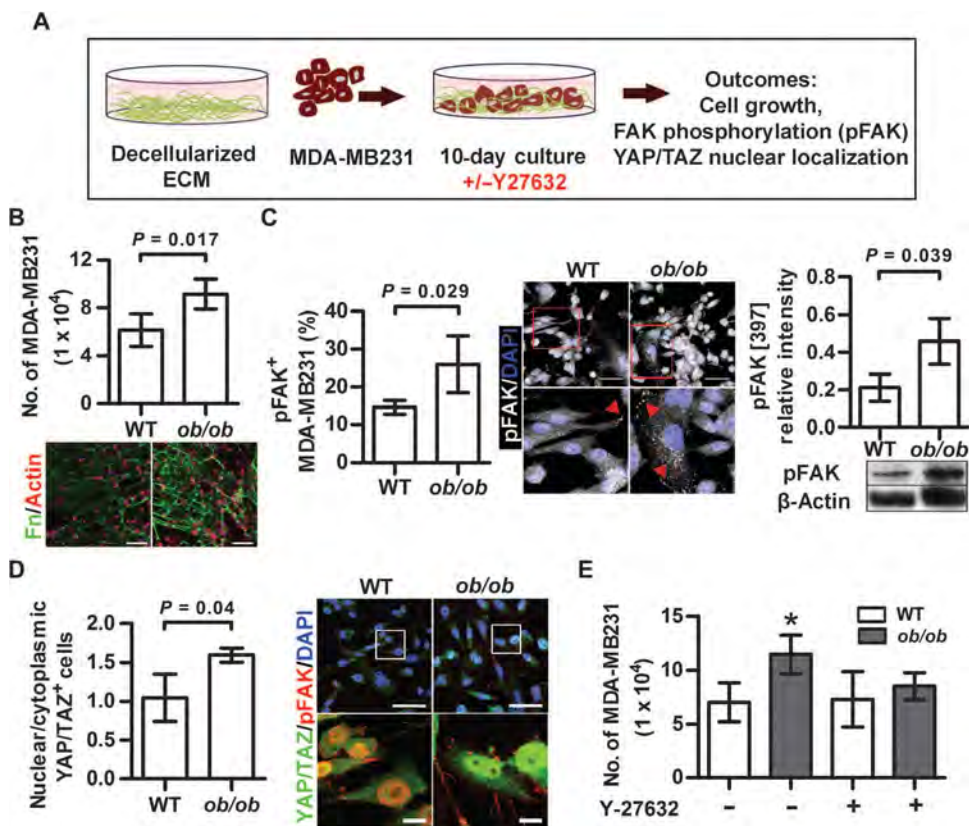 A
Decellularized
ECM
MDA-MB231
10-day culture
+/–Y27632
Outcomes:
Cell growth,
FAK phosphorylation (pFAK)
YAP/TAZ nuclear localization
B
P = 0.017
No. of MDA-MB231
(1 x 10⁴)
12
9
6
3
0
WT
ob/ob
Fn/Actin
C
P = 0.029
pFAK⁺
MDA-MB231 (%)
40
30
20
10
0
WT
ob/ob
WT
ob/ob
pFAK/DAPI
P = 0.039
pFAK [397]
relative intensity
0.8
0.6
0.4
0.2
0.0
WT
ob/ob
pFAK
β-Actin
D
P = 0.04
Nuclear/cytoplasmic
YAP/TAZ⁺ cells
2.0
1.5
1.0
0.5
0.0
WT
ob/ob
WT
ob/ob
YAP/TAZ/pFAK/DAPI
E
WT
ob/ob
No. of MDA-MB231
(1 x 10⁴)
15
10
5
0
*
Y-27632
– – + +